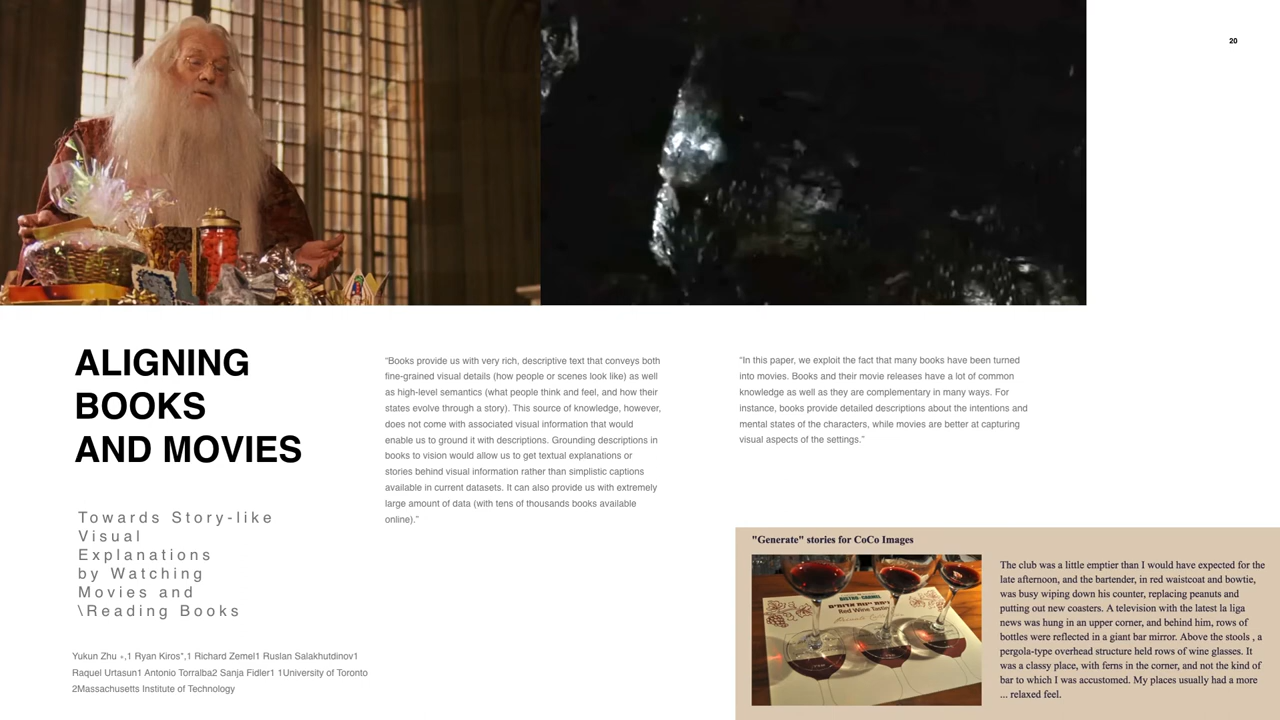 20
ALIGNING
BOOKS
AND MOVIES
Towards Story-like
Visual
Explanations
by Watching
Movies and
\Reading Books
Yukun Zhu *,1 Ryan Kiros*,1 Richard Zemel1 Ruslan Salakhutdinov1
Raquel Urtasun1 Antonio Torralba2 Sanja Fidler1 1University of Toronto
2Massachusetts Institute of Technology
“Books provide us with very rich, descriptive text that conveys both
fine-grained visual details (how people or scenes look like) as well
as high-level semantics (what people think and feel, and how their
states evolve through a story). This source of knowledge, however,
does not come with associated visual information that would
enable us to ground it with descriptions. Grounding descriptions in
books to vision would allow us to get textual explanations or
stories behind visual information rather than simplistic captions
available in current datasets. It can also provide us with extremely
large amount of data (with tens of thousands books available
online).”
“In this paper, we exploit the fact that many books have been turned
into movies. Books and their movie releases have a lot of common
knowledge as well as they are complementary in many ways. For
instance, books provide detailed descriptions about the intentions and
mental states of the characters, while movies are better at capturing
visual aspects of the settings.”
"Generate" stories for CoCo Images
BISTRO CARMEL
Red Wine Tasting
The club was a little emptier than I would have expected for the
late afternoon, and the bartender, in red waistcoat and bowtie,
was busy wiping down his counter, replacing peanuts and
putting out new coasters. A television with the latest la liga
news was hung in an upper corner, and behind him, rows of
bottles were reflected in a giant bar mirror. Above the stools , a
pergola-type overhead structure held rows of wine glasses. It
was a classy place, with ferns in the corner, and not the kind of
bar to which I was accustomed. My places usually had a more
... relaxed feel.